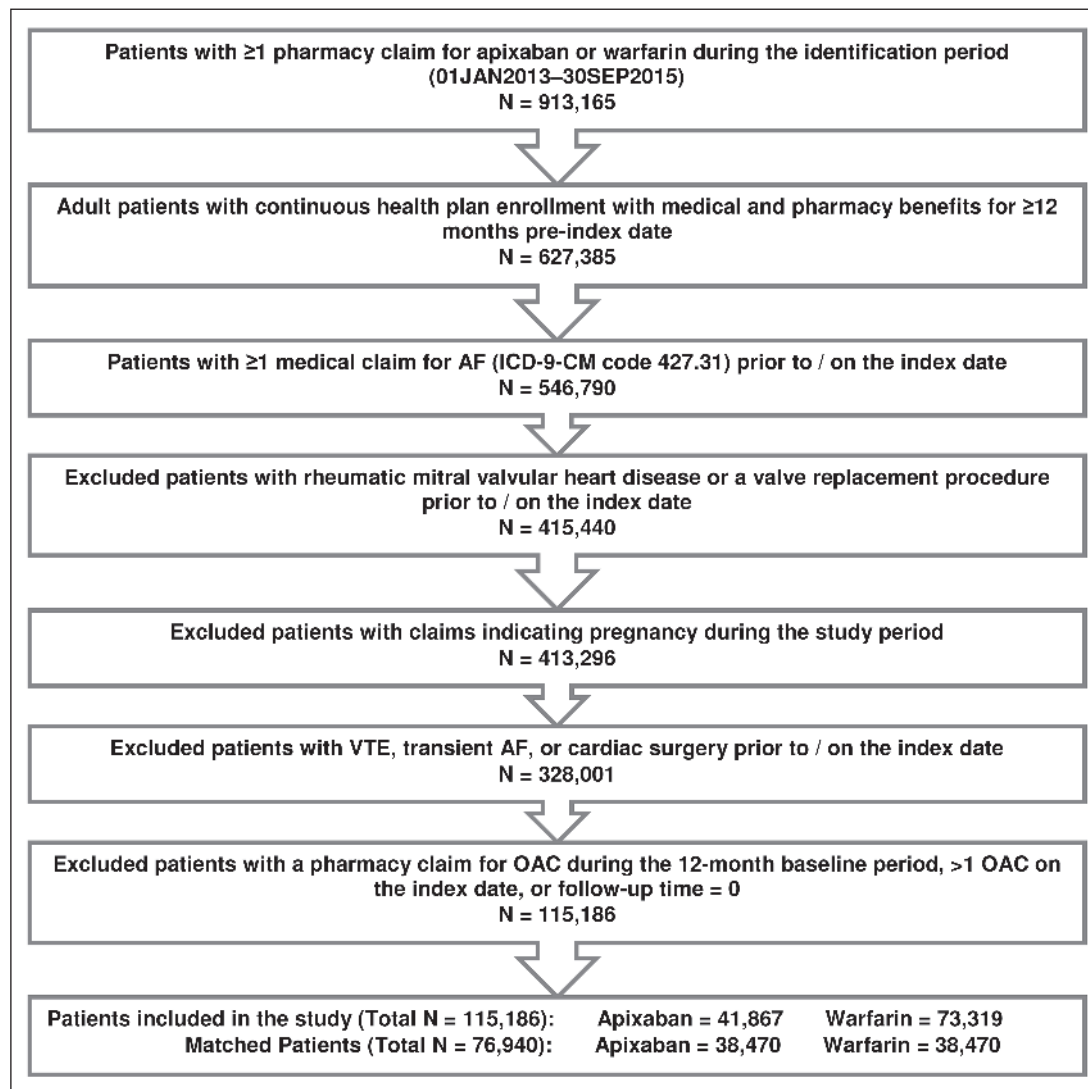 Patients with ≥1 pharmacy claim for apixaban or warfarin during the identification period
(01JAN2013–30SEP2015)
N = 913,165
Adult patients with continuous health plan enrollment with medical and pharmacy benefits for ≥12
months pre-index date
N = 627,385
Patients with ≥1 medical claim for AF (ICD-9-CM code 427.31) prior to / on the index date
N = 546,790
Excluded patients with rheumatic mitral valvular heart disease or a valve replacement procedure
prior to / on the index date
N = 415,440
Excluded patients with claims indicating pregnancy during the study period
N = 413,296
Excluded patients with VTE, transient AF, or cardiac surgery prior to / on the index date
N = 328,001
Excluded patients with a pharmacy claim for OAC during the 12-month baseline period, >1 OAC on
the index date, or follow-up time = 0
N = 115,186
Patients included in the study (Total N = 115,186): Apixaban = 41,867 Warfarin = 73,319
Matched Patients (Total N = 76,940): Apixaban = 38,470 Warfarin = 38,470